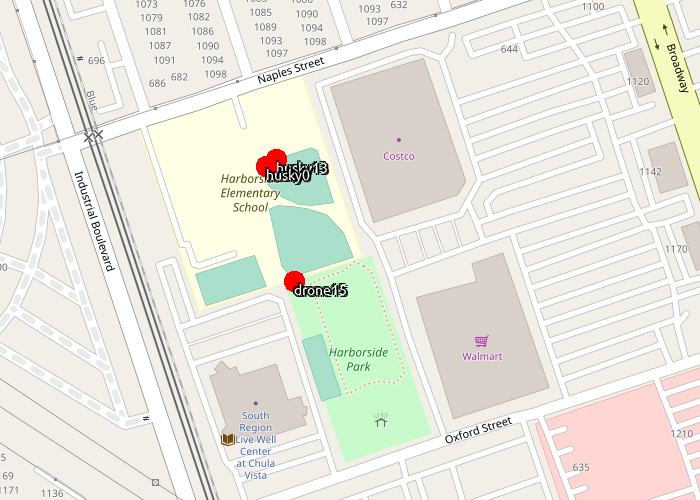 1073
1079
1081
1087
1091
1076
1082
1086
1090
1094
1098
1085
1089
1093
1097
1090
1094
1098
1093
1097
632
1100
696
686
682
644
Naples Street
Broadway
1120
Blue
Costco
1142
husky13
husky0
Harborside
Elementary
School
Industrial Boulevard
1170
drone15
Harborside
Park
Walmart
South
Region
Live Well
Center
at Chula
Vista
Oxford Street
1210
635
1136
1171
169